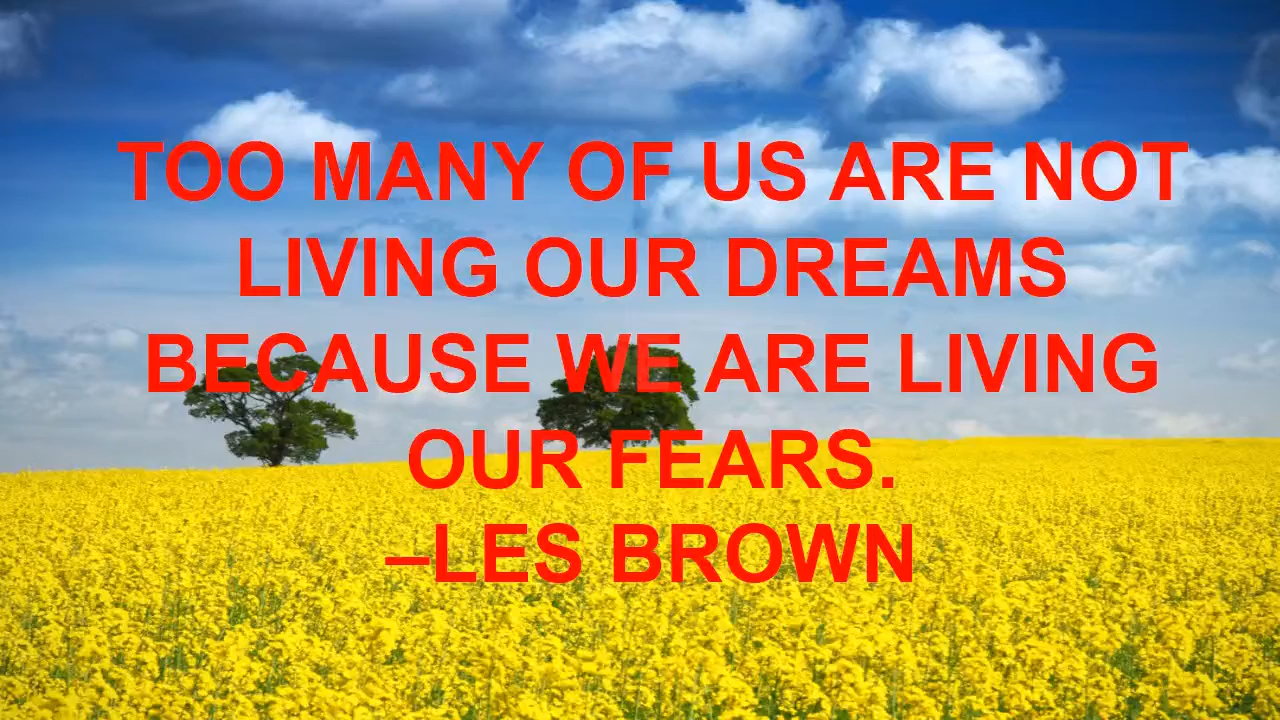 TOO MANY OF US ARE NOT
LIVING OUR DREAMS
BECAUSE WE ARE LIVING
OUR FEARS.
–LES BROWN